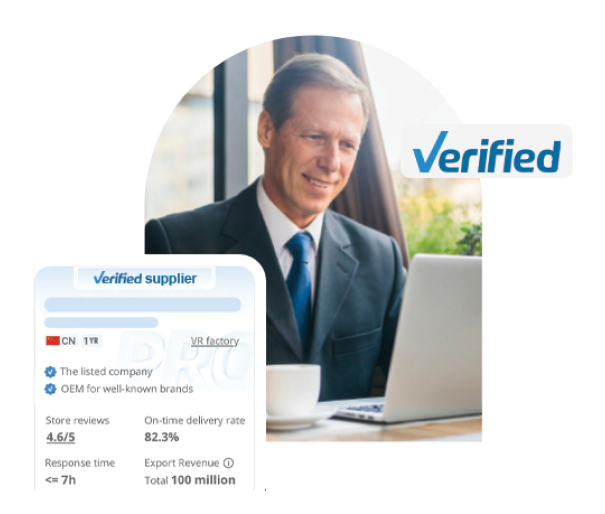 Verified
Verified supplier
CN 1YR
VR factory
PRO
The listed company
OEM for well-known brands
Store reviews
On-time delivery rate
4.6/5
82.3%
Response time
Export Revenue
<= 7h
Total 100 million